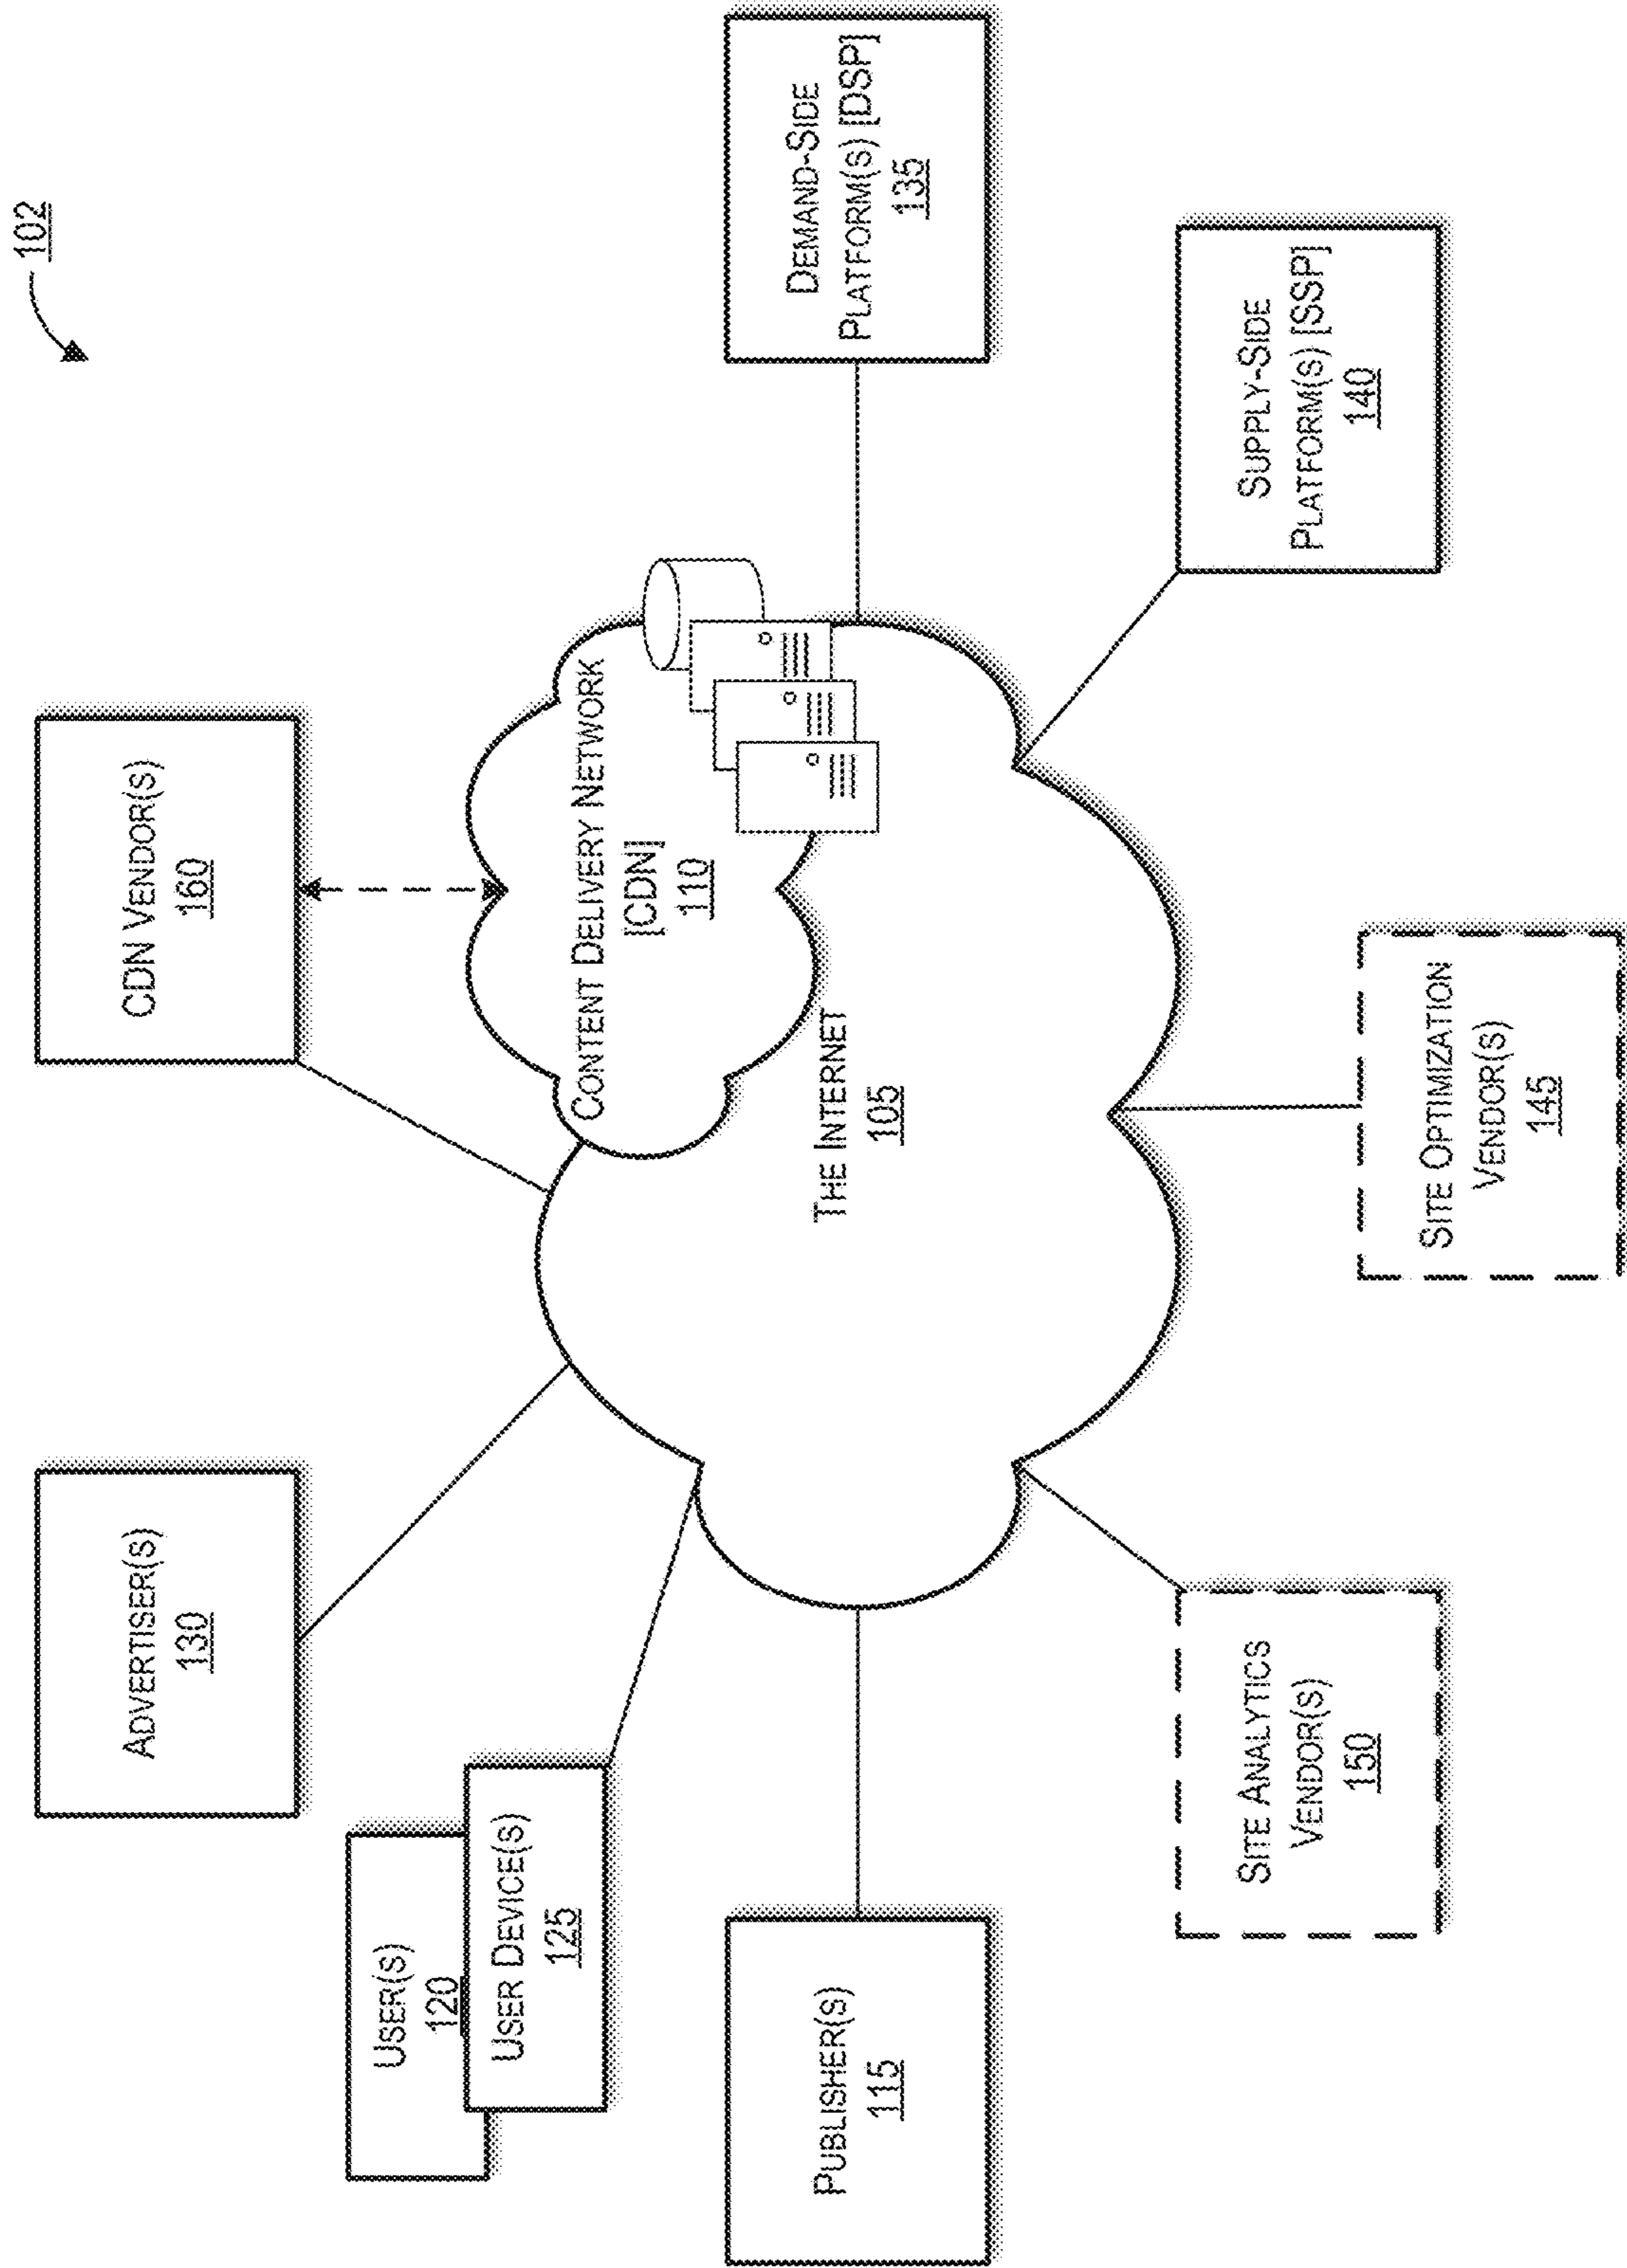 102
CDN VENDOR(S)
160
ADVERTISER(S)
130
USER(S)
120
USER DEVICE(S)
125
CONTENT DELIVERY NETWORK
[CDN]
110
THE INTERNET
105
PUBLISHER(S)
115
DEMAND-SIDE
PLATFORM(S) [DSP]
135
SUPPLY-SIDE
PLATFORM(S) [SSP]
140
SITE ANALYTICS
VENDOR(S)
150
SITE OPTIMIZATION
VENDOR(S)
145